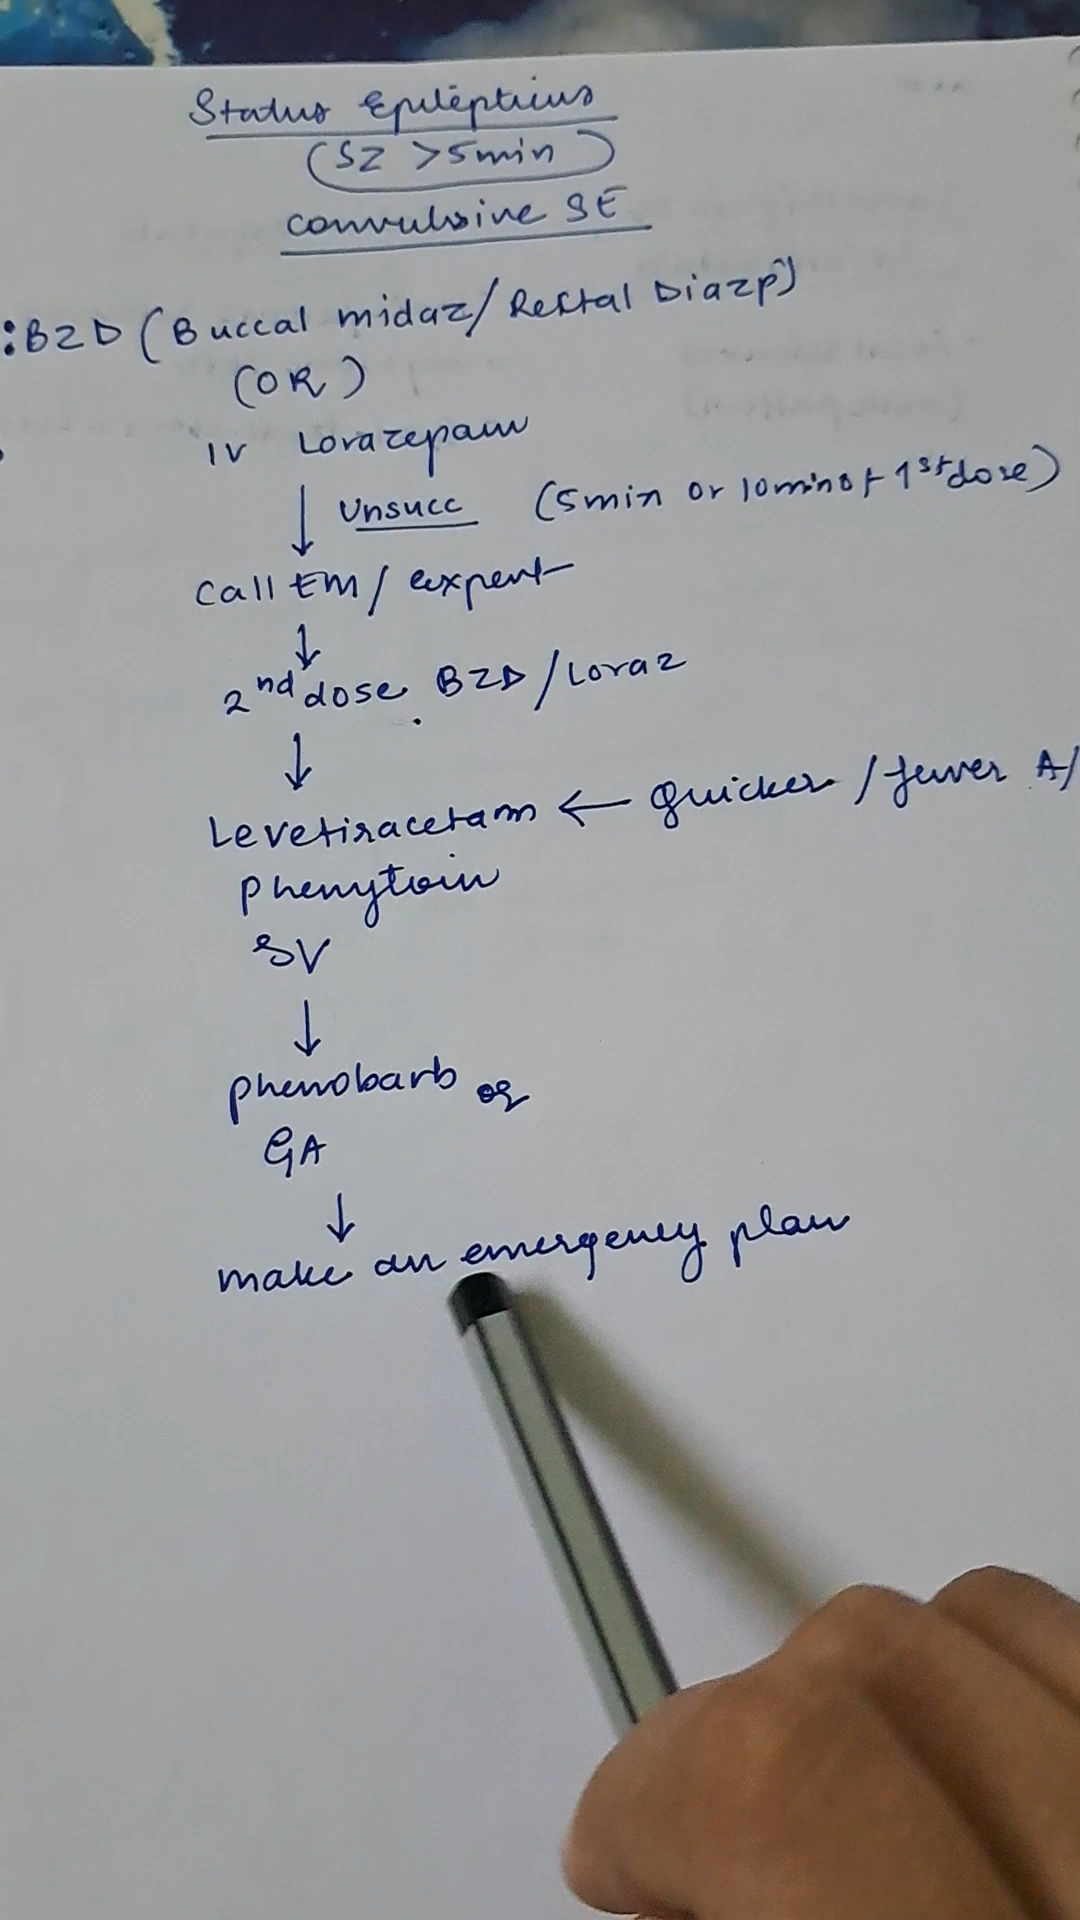 Status Epilepticus
(SZ >5min)
convulsive SE
:BZD (Buccal midaz/Rectal Diazp)
(OR)
IV Lorazepam
Unsucc (5min or 10min of 1st dose)
call EM/expert
2nd dose BZD/Loraz
Levetiracetam ← quicker/fewer A/
phenytoin
SV
phenobarb or
GA
make an emergency plan